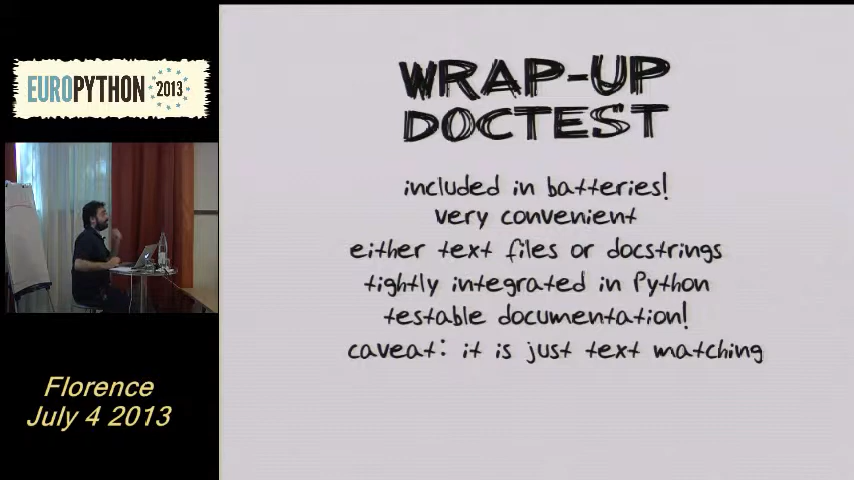 EUROPYTHON 2013
Florence
July 4 2013
WRAP-UP
DOCTEST
included in batteries!
very convenient
either text files or docstrings
tightly integrated in Python
testable documentation!
caveat: it is just text matching